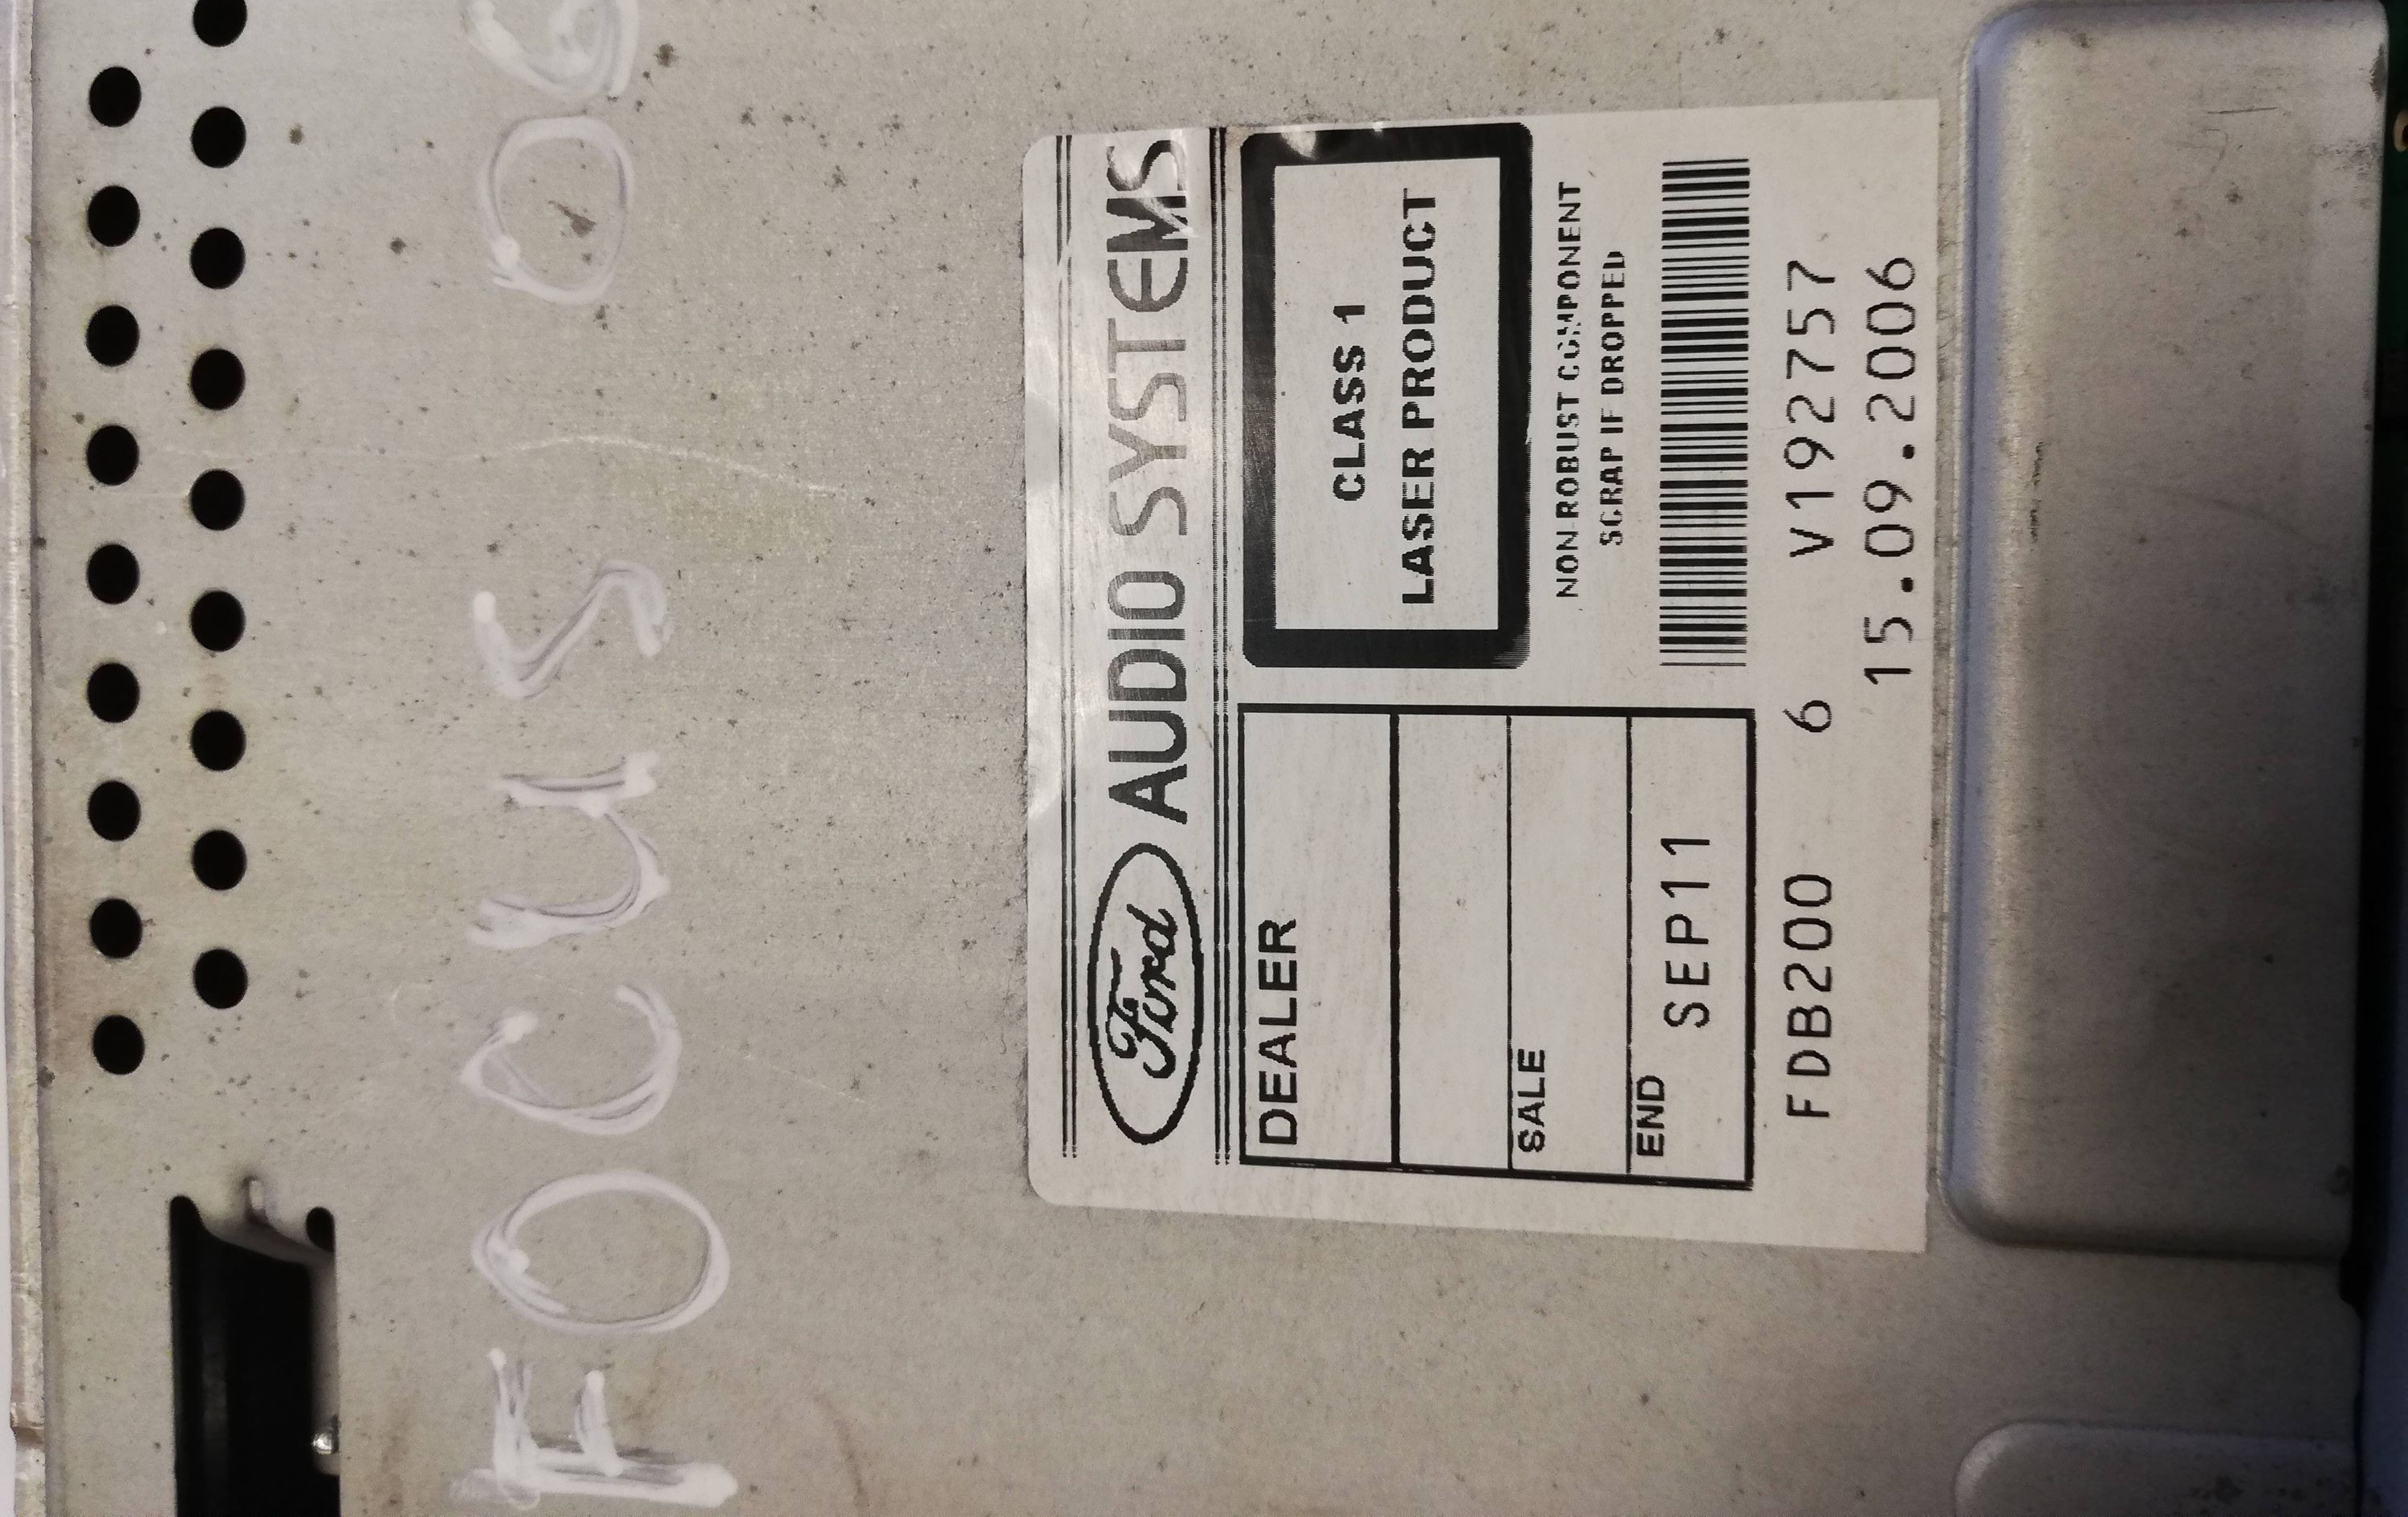 FOCUS 06
Ford AUDIO SYSTEMS
DEALER
SALE
END SEP11
CLASS 1
LASER PRODUCT
NON-ROBUST COMPONENT
SCRAP IF DROPPED
FDB200 6 V192757
15.09.2006